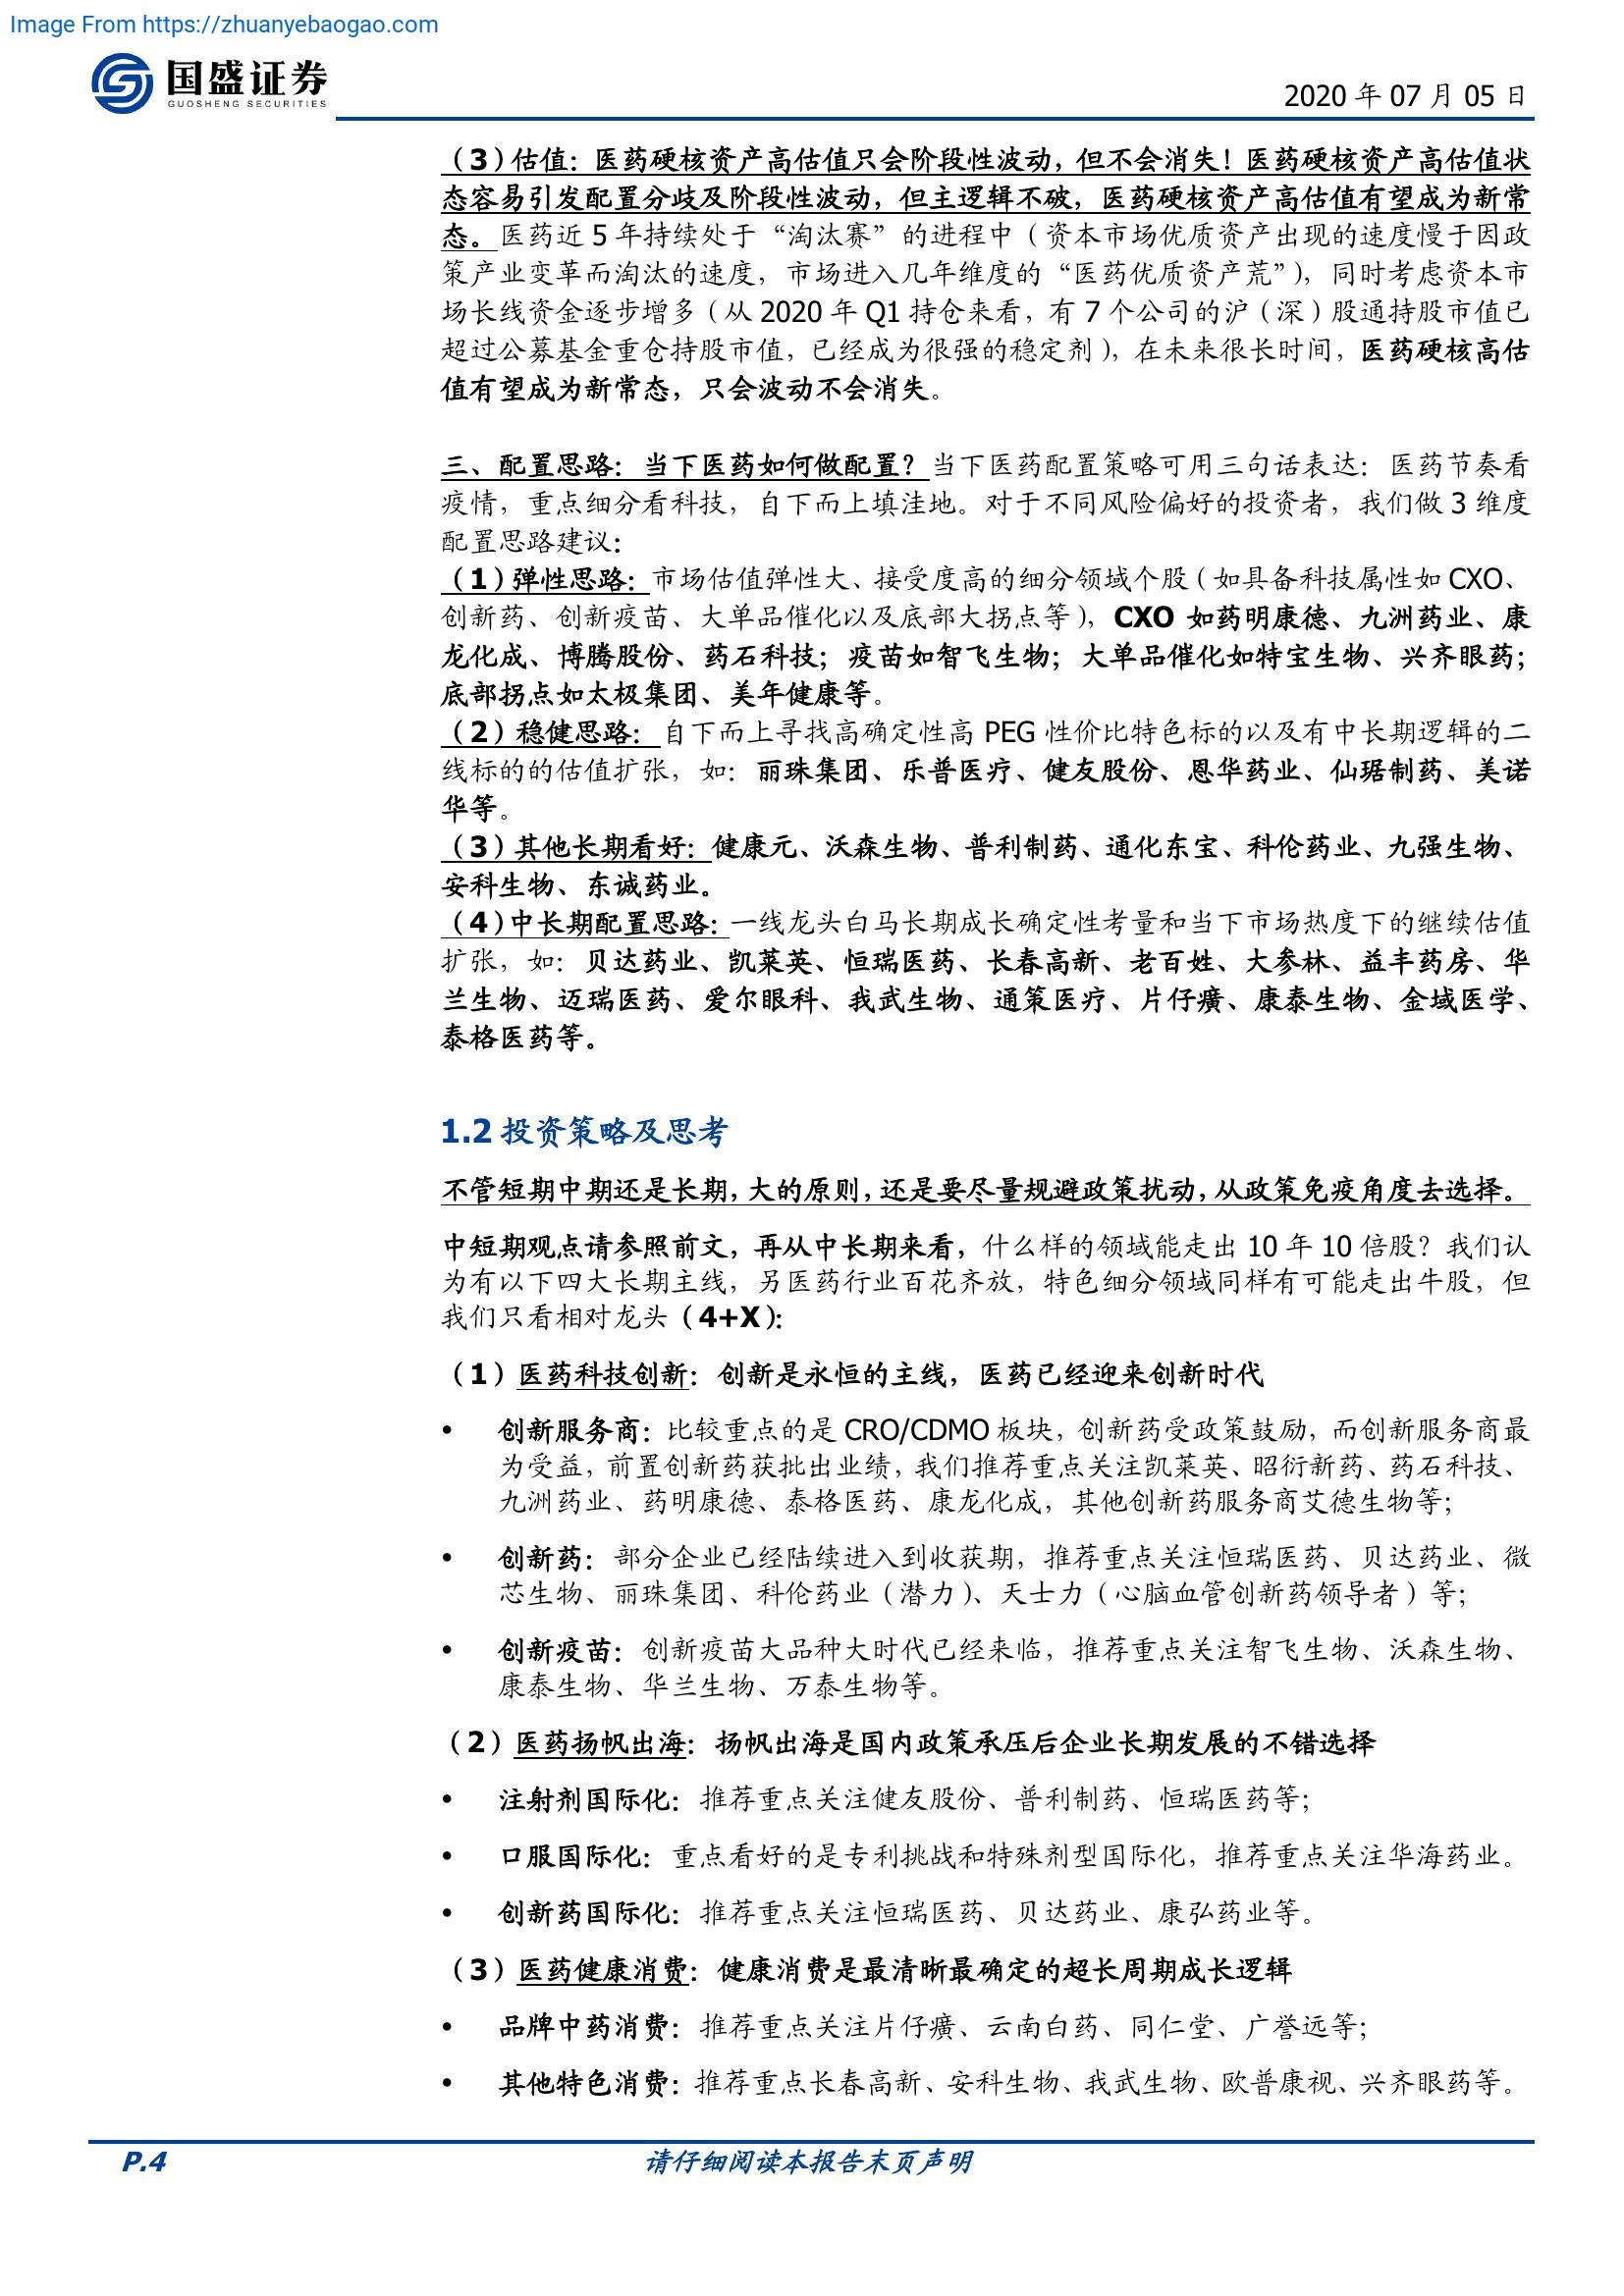 Image From https://zhuanyebaogao.com
国盛证券
GUOSHENG SECURITIES
2020 年 07 月 05 日
（3）估值：医药硬核资产高估值只会阶段性波动，但不会消失！医药硬核资产高估值状
态容易引发配置分歧及阶段性波动，但主逻辑不破，医药硬核资产高估值有望成为新常
态。医药近 5 年持续处于“淘汰赛”的进程中（资本市场优质资产出现的速度慢于因政
策产业变革而淘汰的速度，市场进入几年维度的“医药优质资产荒”），同时考虑资本市
场长线资金逐步增多（从 2020 年 Q1 持仓来看，有 7 个公司的沪（深）股通持股市值已
超过公募基金重仓持股市值，已经成为很强的稳定剂），在未来很长时间，医药硬核高估
值有望成为新常态，只会波动不会消失。
三、配置思路：当下医药如何做配置？当下医药配置策略可用三句话表达：医药节奏看
疫情，重点细分看科技，自下而上填洼地。对于不同风险偏好的投资者，我们做 3 维度
配置思路建议：
（1）弹性思路：市场估值弹性大、接受度高的细分领域个股（如具备科技属性如 CXO、
创新药、创新疫苗、大单品催化以及底部大拐点等），CXO 如药明康德、九洲药业、康
龙化成、博腾股份、药石科技；疫苗如智飞生物；大单品催化如特宝生物、兴齐眼药；
底部拐点如太极集团、美年健康等。
（2）稳健思路：自下而上寻找高确定性高 PEG 性价比特色标的以及有中长期逻辑的二
线标的的估值扩张，如：丽珠集团、乐普医疗、健友股份、恩华药业、仙琚制药、美诺
华等。
（3）其他长期看好：健康元、沃森生物、普利制药、通化东宝、科伦药业、九强生物、
安科生物、东诚药业。
（4）中长期配置思路：一线龙头白马长期成长确定性考量和当下市场热度下的继续估值
扩张，如：贝达药业、凯莱英、恒瑞医药、长春高新、老百姓、大参林、益丰药房、华
兰生物、迈瑞医药、爱尔眼科、我武生物、通策医疗、片仔癀、康泰生物、金域医学、
泰格医药等。
1.2 投资策略及思考
不管短期中期还是长期，大的原则，还是要尽量规避政策扰动，从政策免疫角度去选择。
中短期观点请参照前文，再从中长期来看，什么样的领域能走出 10 年 10 倍股？我们认
为有以下四大长期主线，另医药行业百花齐放，特色细分领域同样有可能走出牛股，但
我们只看相对龙头（4+X）：
（1）医药科技创新：创新是永恒的主线，医药已经迎来创新时代
• 创新服务商：比较重点的是 CRO/CDMO 板块，创新药受政策鼓励，而创新服务商最
为受益，前置创新药获批出业绩，我们推荐重点关注凯莱英、昭衍新药、药石科技、
九洲药业、药明康德、泰格医药、康龙化成，其他创新药服务商艾德生物等；
• 创新药：部分企业已经陆续进入到收获期，推荐重点关注恒瑞医药、贝达药业、微
芯生物、丽珠集团、科伦药业（潜力）、天士力（心脑血管创新药领导者）等；
• 创新疫苗：创新疫苗大品种大时代已经来临，推荐重点关注智飞生物、沃森生物、
康泰生物、华兰生物、万泰生物等。
（2）医药扬帆出海：扬帆出海是国内政策承压后企业长期发展的不错选择
• 注射剂国际化：推荐重点关注健友股份、普利制药、恒瑞医药等；
• 口服国际化：重点看好的是专利挑战和特殊剂型国际化，推荐重点关注华海药业。
• 创新药国际化：推荐重点关注恒瑞医药、贝达药业、康弘药业等。
（3）医药健康消费：健康消费是最清晰最确定的超长周期成长逻辑
• 品牌中药消费：推荐重点关注片仔癀、云南白药、同仁堂、广誉远等；
• 其他特色消费：推荐重点长春高新、安科生物、我武生物、欧普康视、兴齐眼药等。
P.4
请仔细阅读本报告末页声明